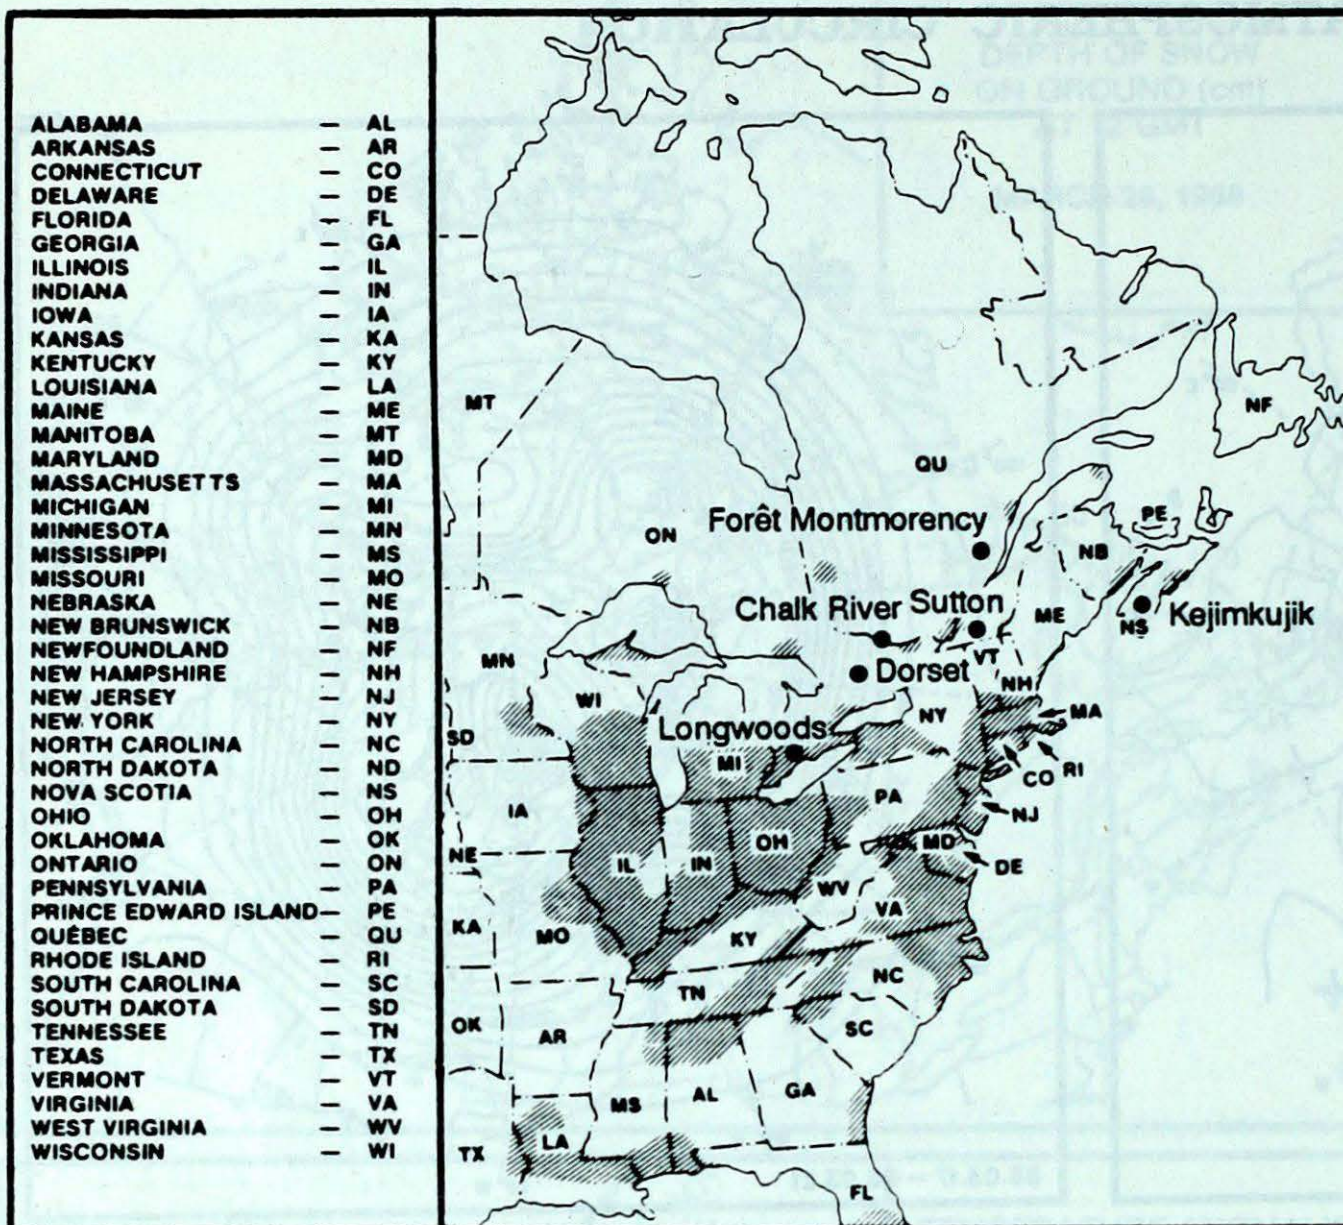 ALABAMA — AL
ARKANSAS — AR
CONNECTICUT — CO
DELAWARE — DE
FLORIDA — FL
GEORGIA — GA
ILLINOIS — IL
INDIANA — IN
IOWA — IA
KANSAS — KA
KENTUCKY — KY
LOUISIANA — LA
MAINE — ME
MANITOBA — MT
MARYLAND — MD
MASSACHUSETTS — MA
MICHIGAN — MI
MINNESOTA — MN
MISSISSIPPI — MS
MISSOURI — MO
NEBRASKA — NE
NEW BRUNSWICK — NB
NEWFOUNDLAND — NF
NEW HAMPSHIRE — NH
NEW JERSEY — NJ
NEW YORK — NY
NORTH CAROLINA — NC
NORTH DAKOTA — ND
NOVA SCOTIA — NS
OHIO — OH
OKLAHOMA — OK
ONTARIO — ON
PENNSYLVANIA — PA
PRINCE EDWARD ISLAND — PE
QUÉBEC — QU
RHODE ISLAND — RI
SOUTH CAROLINA — SC
SOUTH DAKOTA — SD
TENNESSEE — TN
TEXAS — TX
VERMONT — VT
VIRGINIA — VA
WEST VIRGINIA — WV
WISCONSIN — WI
MT
NF
QU
PE
Forêt Montmorency
ON
NB
Chalk River
Sutton
ME
NS
Kejimkujik
MN
VT
Dorset
NH
WI
NY
MA
SD
Longwoods
MI
CO
RI
IA
PA
NJ
NE
IL
IN
OH
MD
DE
WV
KA
MO
KY
VA
TN
NC
OK
AR
SC
MS
AL
GA
TX
LA
FL
DEPTH OF SNOW
ON GROUND (cm)